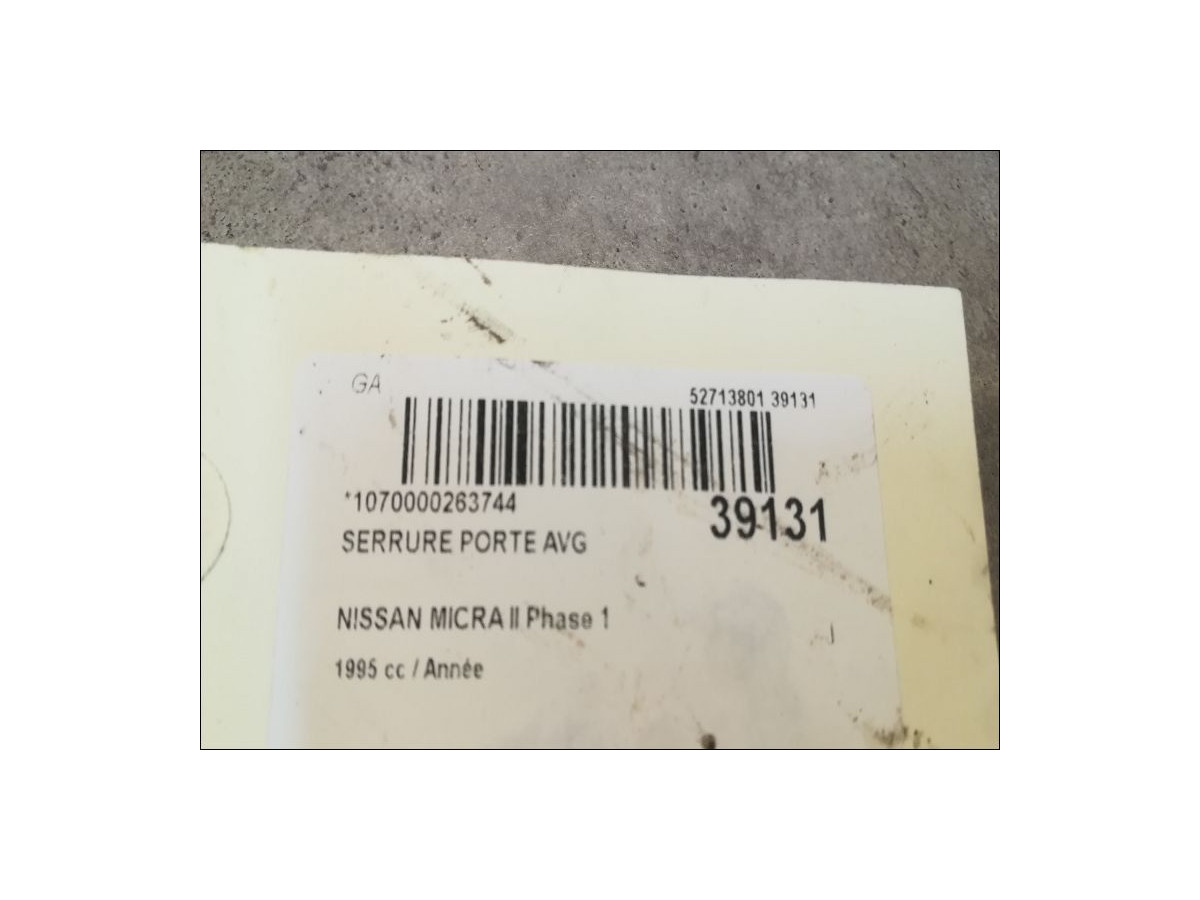 GA
52713801 39131
*1070000263744
39131
SERRURE PORTE AVG
NISSAN MICRA II Phase 1
1995 cc / Année